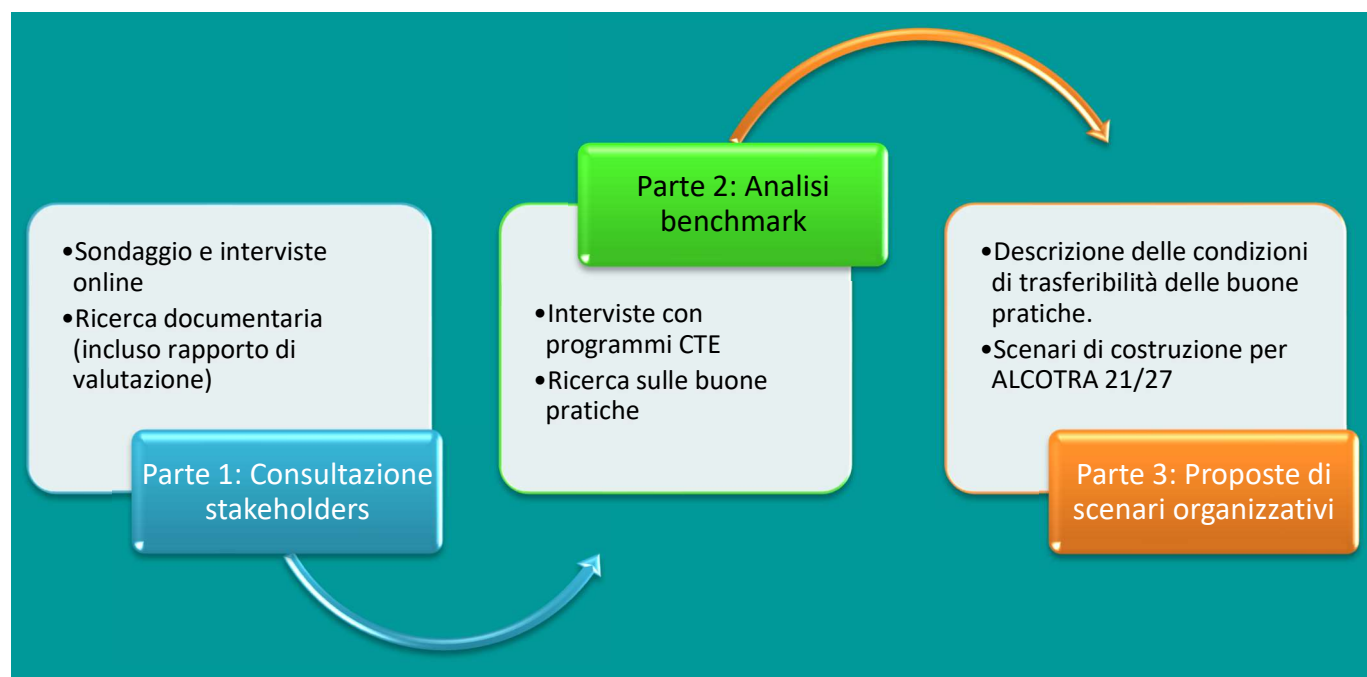 •Sondaggio e interviste
online
•Ricerca documentaria
(incluso rapporto di
valutazione)
Parte 1: Consultazione
stakeholders
Parte 2: Analisi
benchmark
•Interviste con
programmi CTE
•Ricerca sulle buone
pratiche
•Descrizione delle condizioni
di trasferibilità delle buone
pratiche.
•Scenari di costruzione per
ALCOTRA 21/27
Parte 3: Proposte di
scenari organizzativi